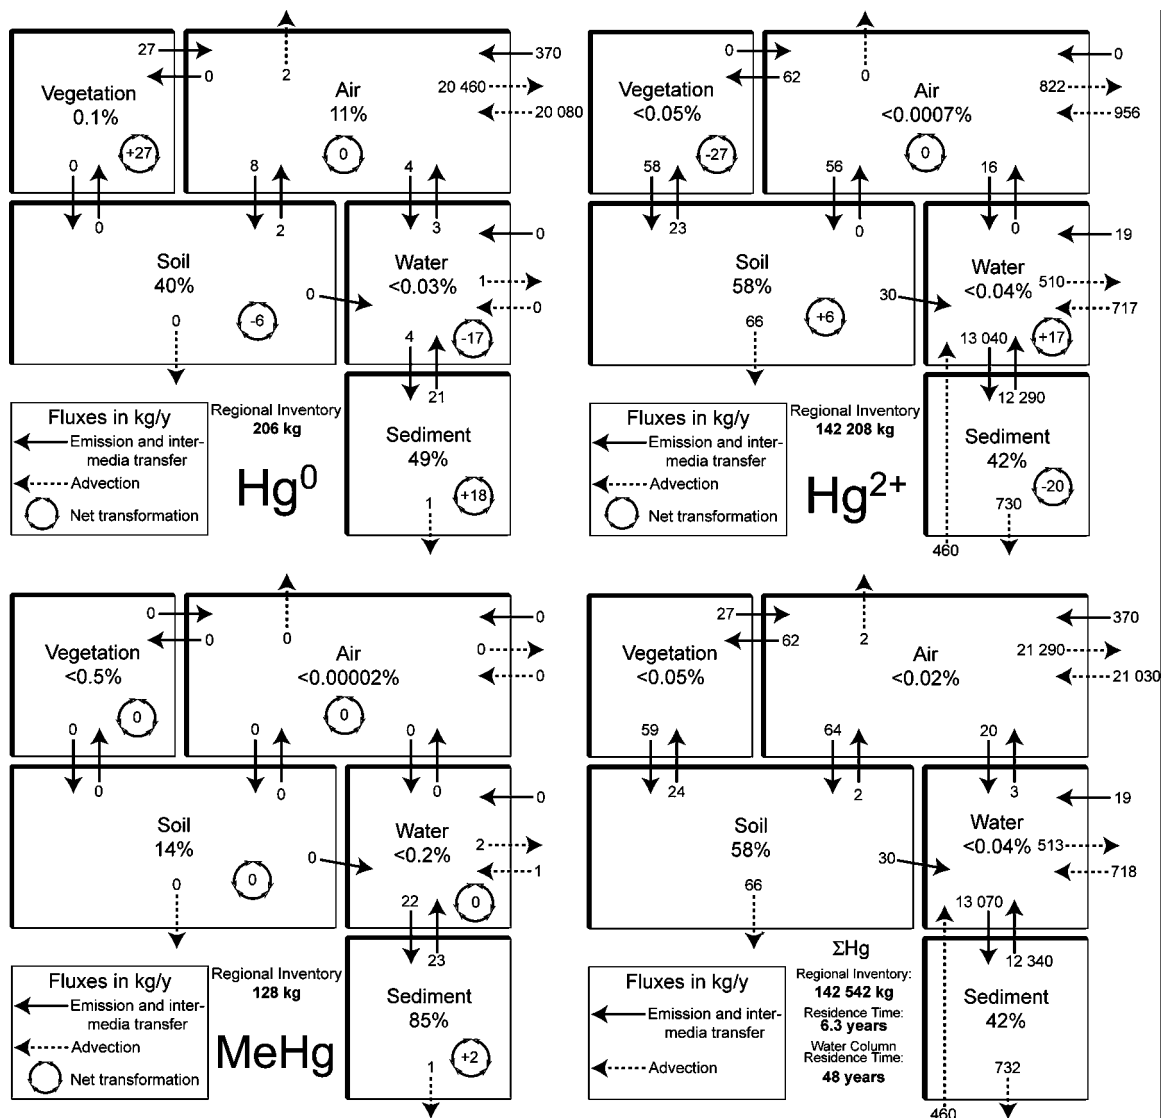 27
0
2
370
20 460
20 080
Vegetation
0.1%
+27
Air
11%
0
0
0
8
2
4
3
Soil
40%
-6
0
0
Water
<0.03%
0
1
0
-17
4
21
Sediment
49%
+18
1
Fluxes in kg/y
Emission and inter-
media transfer
Advection
Net transformation
Regional Inventory
206 kg
Hg0
0
62
0
0
822
956
Vegetation
<0.05%
-27
Air
<0.0007%
0
58
23
56
0
16
0
Soil
58%
+6
66
30
Water
<0.04%
19
510
717
+17
13 040
12 290
Sediment
42%
-20
730
460
Fluxes in kg/y
Emission and inter-
media transfer
Advection
Net transformation
Regional Inventory
142 208 kg
Hg2+
0
0
0
0
0
0
Vegetation
<0.5%
0
Air
<0.00002%
0
0
0
0
0
0
0
Soil
14%
0
0
0
Water
<0.2%
0
2
1
0
22
23
Sediment
85%
+2
1
Fluxes in kg/y
Emission and inter-
media transfer
Advection
Net transformation
Regional Inventory
128 kg
MeHg
27
62
2
370
21 290
21 030
Vegetation
<0.05%
Air
<0.02%
59
24
64
2
20
3
Soil
58%
66
30
Water
<0.04%
19
513
718
13 070
12 340
Sediment
42%
732
460
Fluxes in kg/y
Emission and inter-
media transfer
Advection
ΣHg
Regional Inventory:
142 542 kg
Residence Time:
6.3 years
Water Column
Residence Time:
48 years